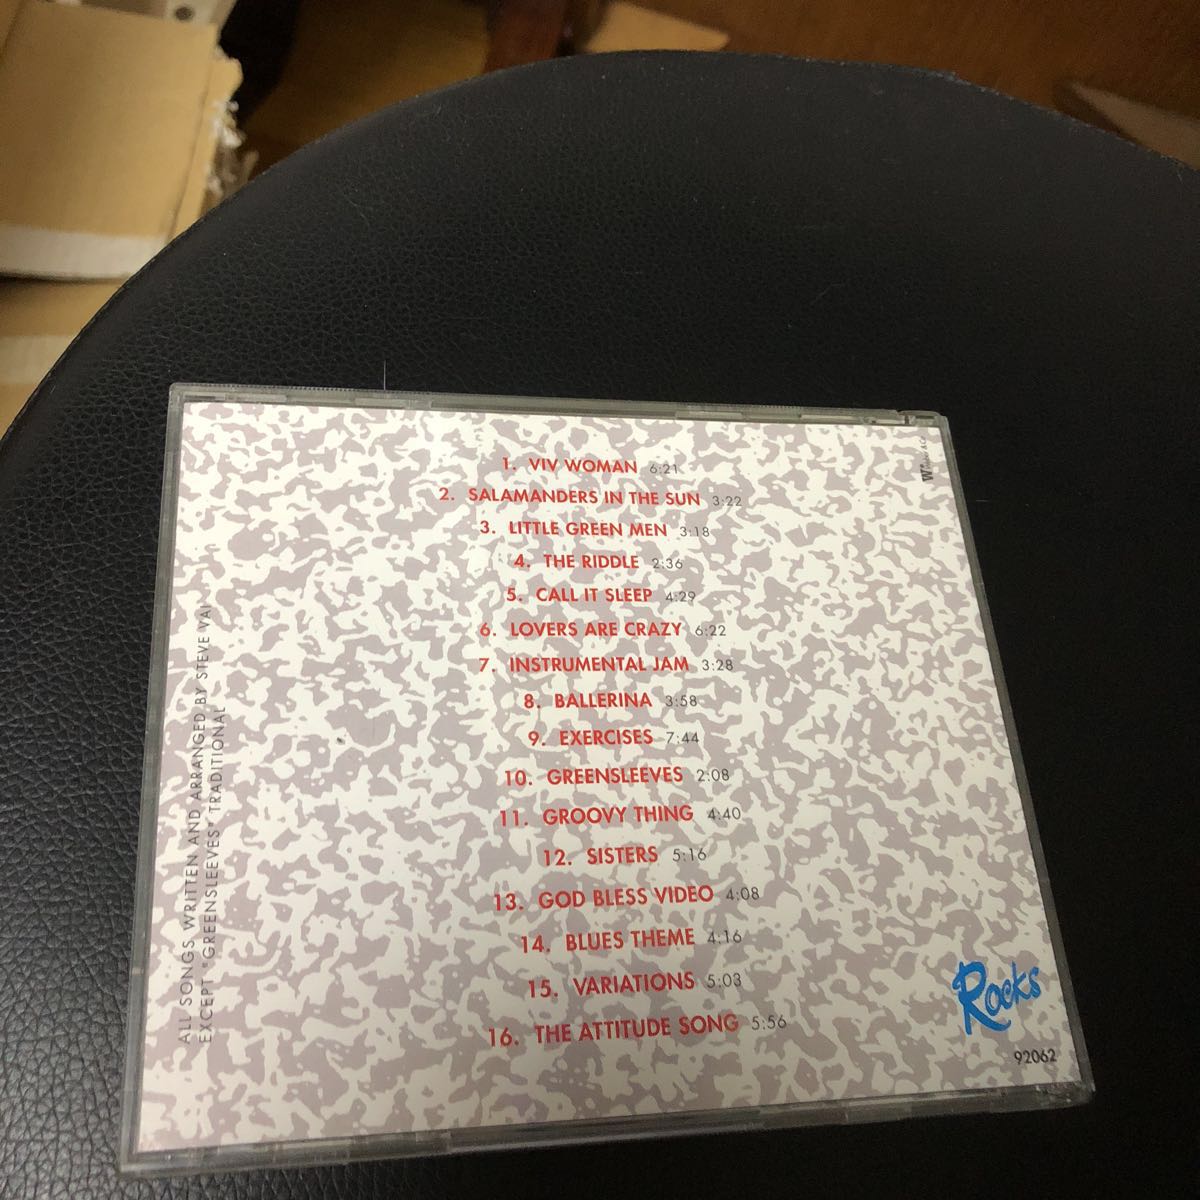 1. VIV WOMAN 6:21
2. SALAMANDERS IN THE SUN 3:22
3. LITTLE GREEN MEN 3:18
4. THE RIDDLE 2:36
5. CALL IT SLEEP 4:29
6. LOVERS ARE CRAZY 6:22
7. INSTRUMENTAL JAM 3:28
8. BALLERINA 3:58
9. EXERCISES 7:44
10. GREENSLEEVES 2:08
11. GROOVY THING 4:40
12. SISTERS 5:16
13. GOD BLESS VIDEO 4:08
14. BLUES THEME 4:16
15. VARIATIONS 5:03
16. THE ATTITUDE SONG 5:56
ALL SONGS WRITTEN AND ARRANGED BY STEVE VAI
EXCEPT "GREENSLEEVES" TRADITIONAL
Rocks
92062